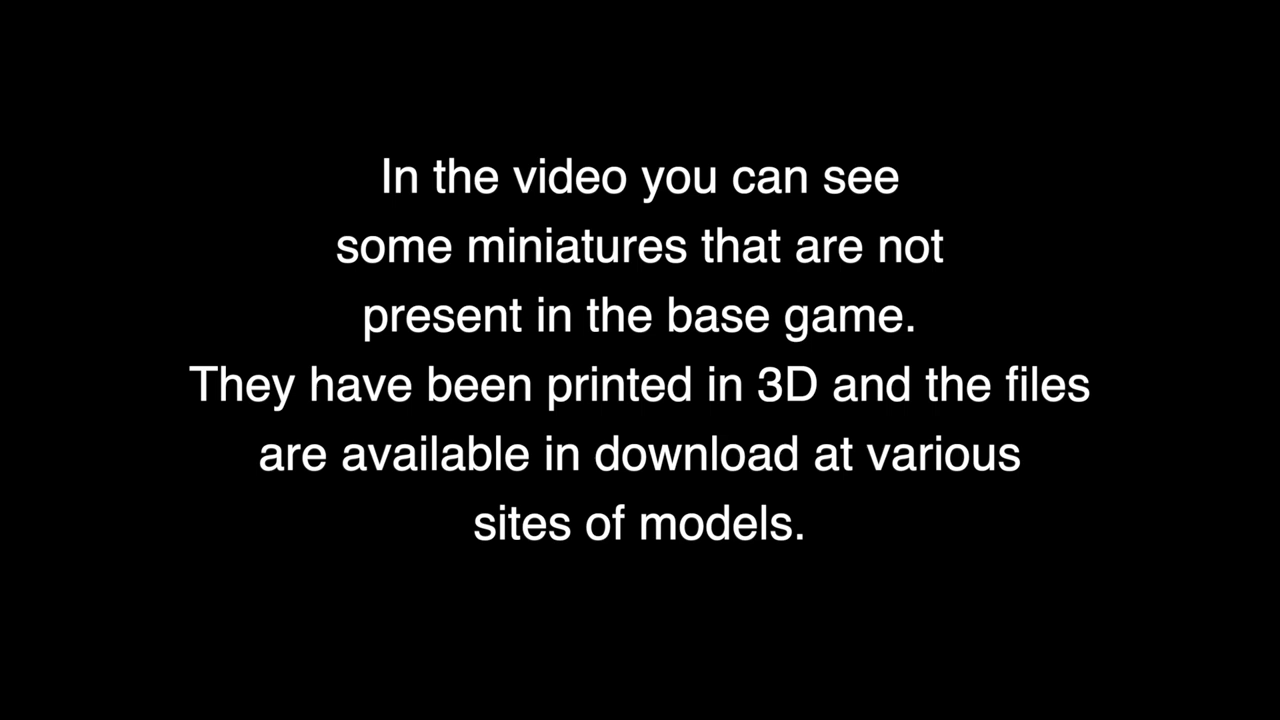 In the video you can see
some miniatures that are not
present in the base game.
They have been printed in 3D and the files
are available in download at various
sites of models.